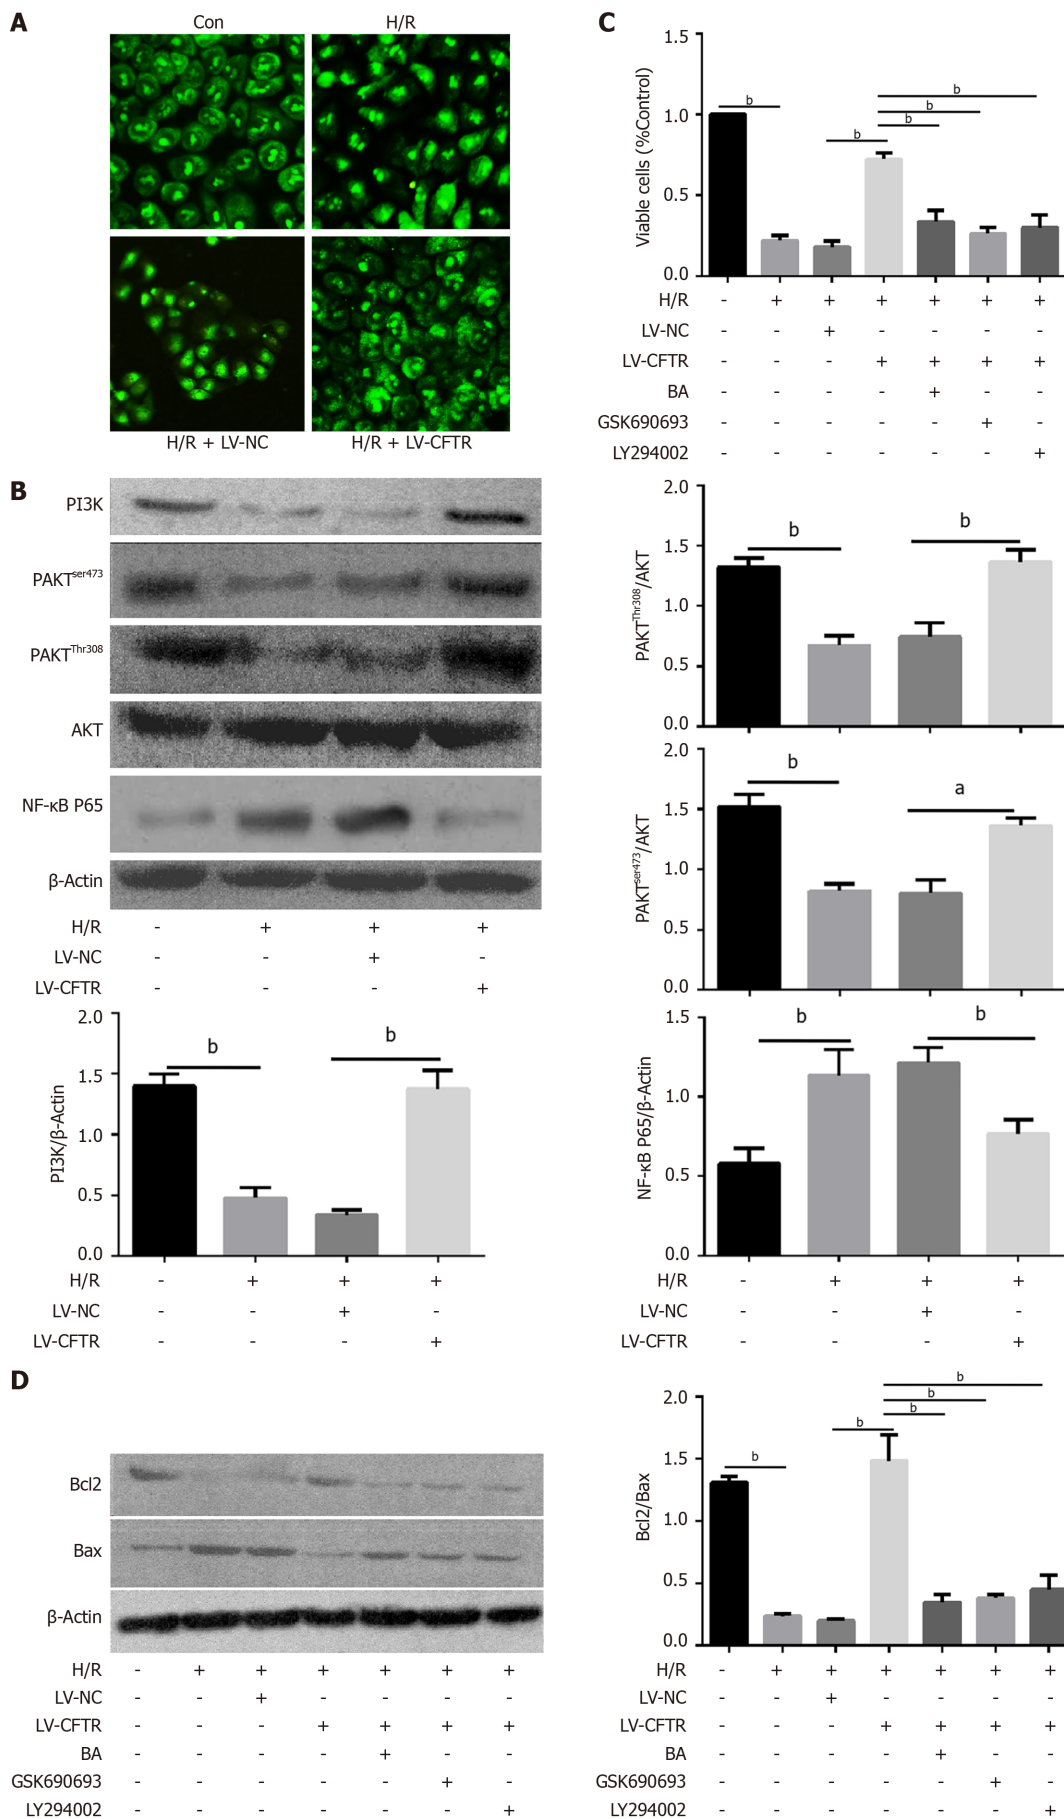 A
Con
H/R
H/R + LV-NC
H/R + LV-CFTR
C
1.5
1.0
0.5
0.0
Viable cells (%Control)
b
b
b
b
b
H/R - + + + + + +
LV-NC - - + - - - -
LV-CFTR - - - + + + +
BA - - - - + - -
GSK690693 - - - - - + -
LY294002 - - - - - - +
B
PI3K
PAKTser473
PAKTThr308
AKT
NF-κB P65
β-Actin
H/R - + + +
LV-NC - - + -
LV-CFTR - - - +
2.0
1.5
1.0
0.5
0.0
PI3K/β-Actin
b
b
H/R - + + +
LV-NC - - + -
LV-CFTR - - - +
2.0
1.5
1.0
0.5
0.0
PAKTThr308/AKT
b
b
2.0
1.5
1.0
0.5
0.0
PAKTser473/AKT
b
a
1.5
1.0
0.5
0.0
NF-κB P65/β-Actin
b
b
H/R - + + +
LV-NC - - + -
LV-CFTR - - - +
D
Bcl2
Bax
β-Actin
H/R - + + + + + +
LV-NC - - + - - - -
LV-CFTR - - - + + + +
BA - - - - + - -
GSK690693 - - - - - + -
LY294002 - - - - - - +
2.0
1.5
1.0
0.5
0.0
Bcl2/Bax
b
b
b
b
b
H/R - + + + + + +
LV-NC - - + - - - -
LV-CFTR - - - + + + +
BA - - - - + - -
GSK690693 - - - - - + -
LY294002 - - - - - - +